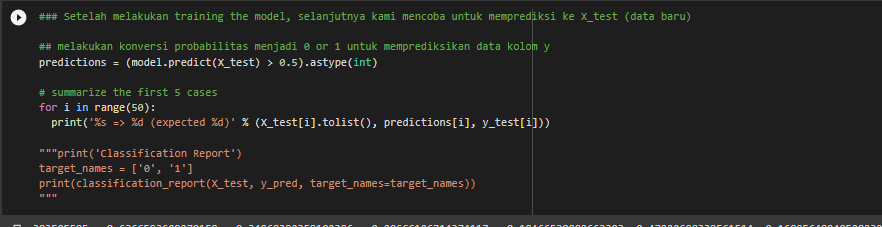 ### Setelah melakukan training the model, selanjutnya kami mencoba untuk memprediksi ke X_test (data baru)
## melakukan konversi probabilitas menjadi 0 or 1 untuk memprediksikan data kolom y
predictions = (model.predict(X_test) > 0.5).astype(int)
# summarize the first 5 cases
for i in range(50):
print('%s => %d (expected %d)' % (X_test[i].tolist(), predictions[i], y_test[i]))
"""print('Classification Report')
target_names = ['0', '1']
print(classification_report(X_test, y_pred, target_names=target_names))
"""